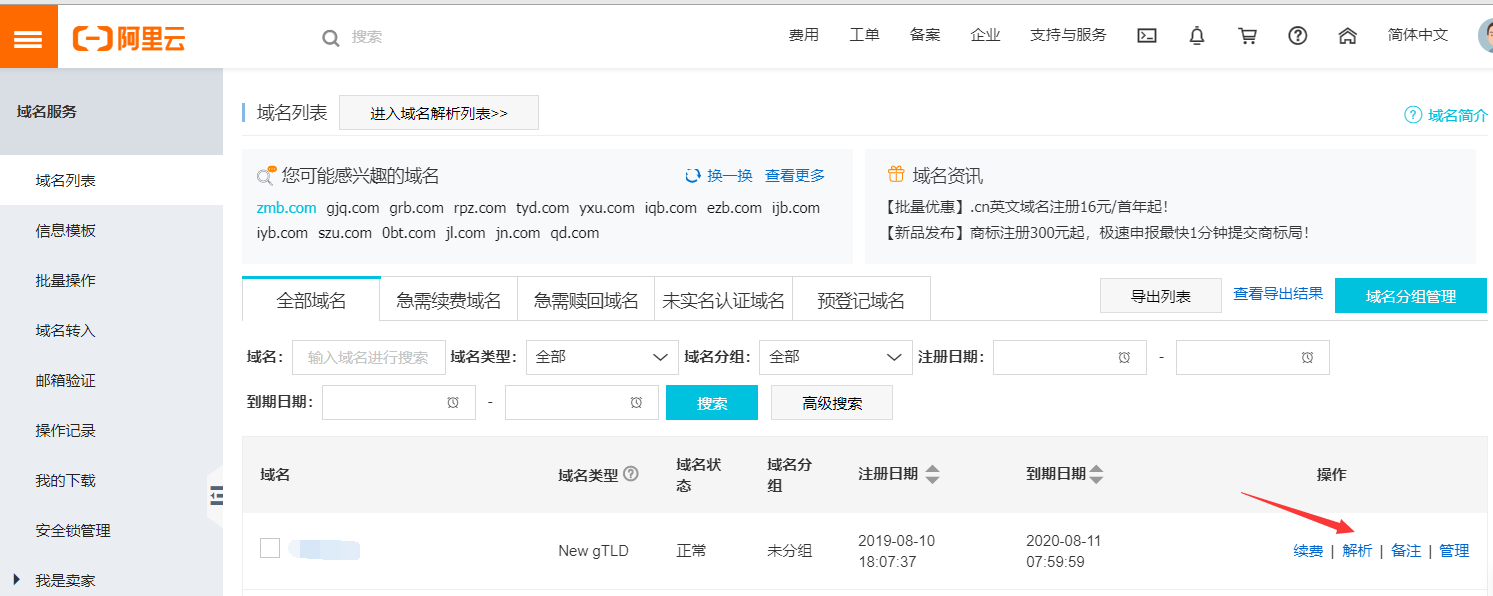 阿里云
搜索
费用 工单 备案 企业 支持与服务 简体中文
域名服务
域名列表
信息模板
批量操作
域名转入
邮箱验证
操作记录
我的下载
安全锁管理
我是卖家
域名列表 进入域名解析列表>>
域名简介
您可能感兴趣的域名 换一换 查看更多
zmb.com gjq.com grb.com rpz.com tyd.com yxu.com iqb.com ezb.com ijb.com
iyb.com szu.com 0bt.com jl.com jn.com qd.com
域名资讯
【批量优惠】.cn英文域名注册16元/首年起!
【新品发布】商标注册300元起，极速申报最快1分钟提交商标局!
全部域名 急需续费域名 急需赎回域名 未实名认证域名 预登记域名
导出列表 查看导出结果 域名分组管理
域名: 输入域名进行搜索 域名类型: 全部 域名分组: 全部 注册日期: -
到期日期: - 搜索 高级搜索
域名 域名类型 域名状 域名分 注册日期 到期日期 操作
态 组
New gTLD 正常 未分组 2019-08-10 2020-08-11 续费 | 解析 | 备注 | 管理
18:07:37 07:59:59